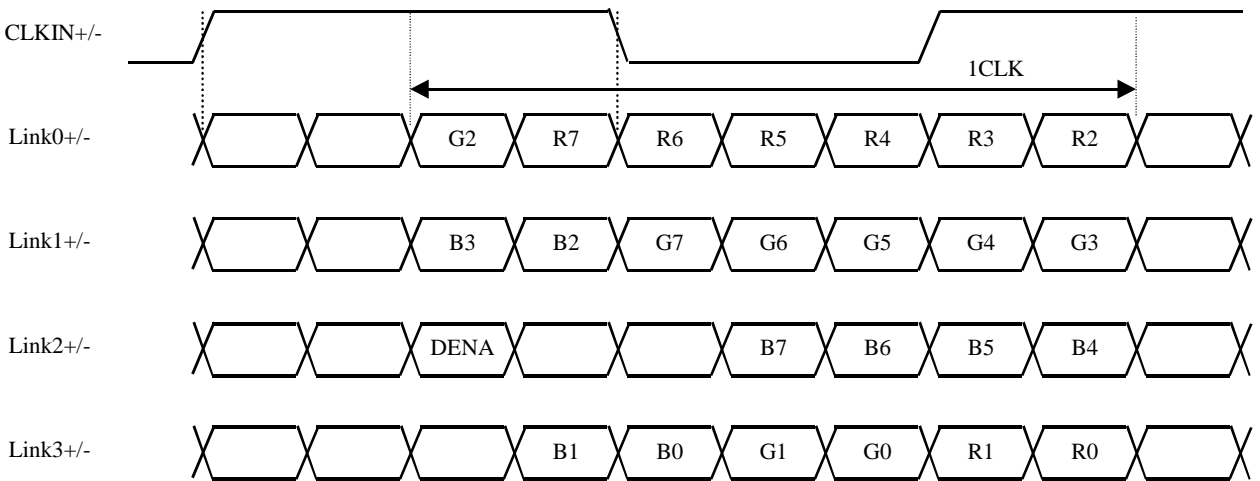 CLKIN+/-
1CLK
Link0+/- G2 R7 R6 R5 R4 R3 R2
Link1+/- B3 B2 G7 G6 G5 G4 G3
Link2+/- DENA B7 B6 B5 B4
Link3+/- B1 B0 G1 G0 R1 R0